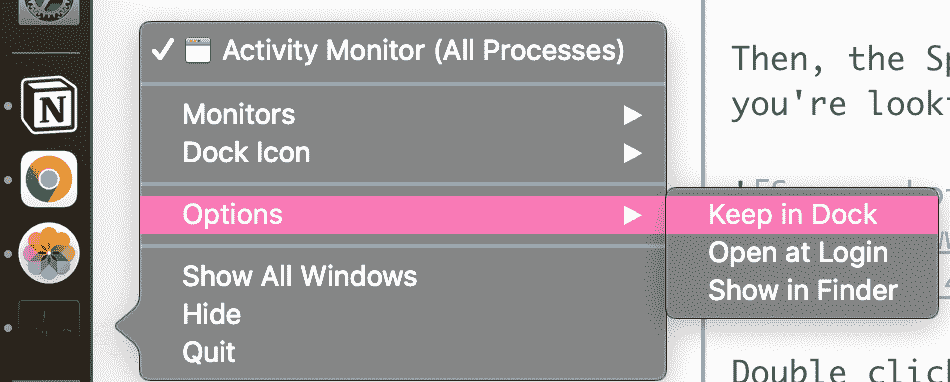 Activity Monitor (All Processes)
Monitors
Dock Icon
Options
Show All Windows
Hide
Quit
Keep in Dock
Open at Login
Show in Finder
Then, the Sp
you're look
Double clic
N